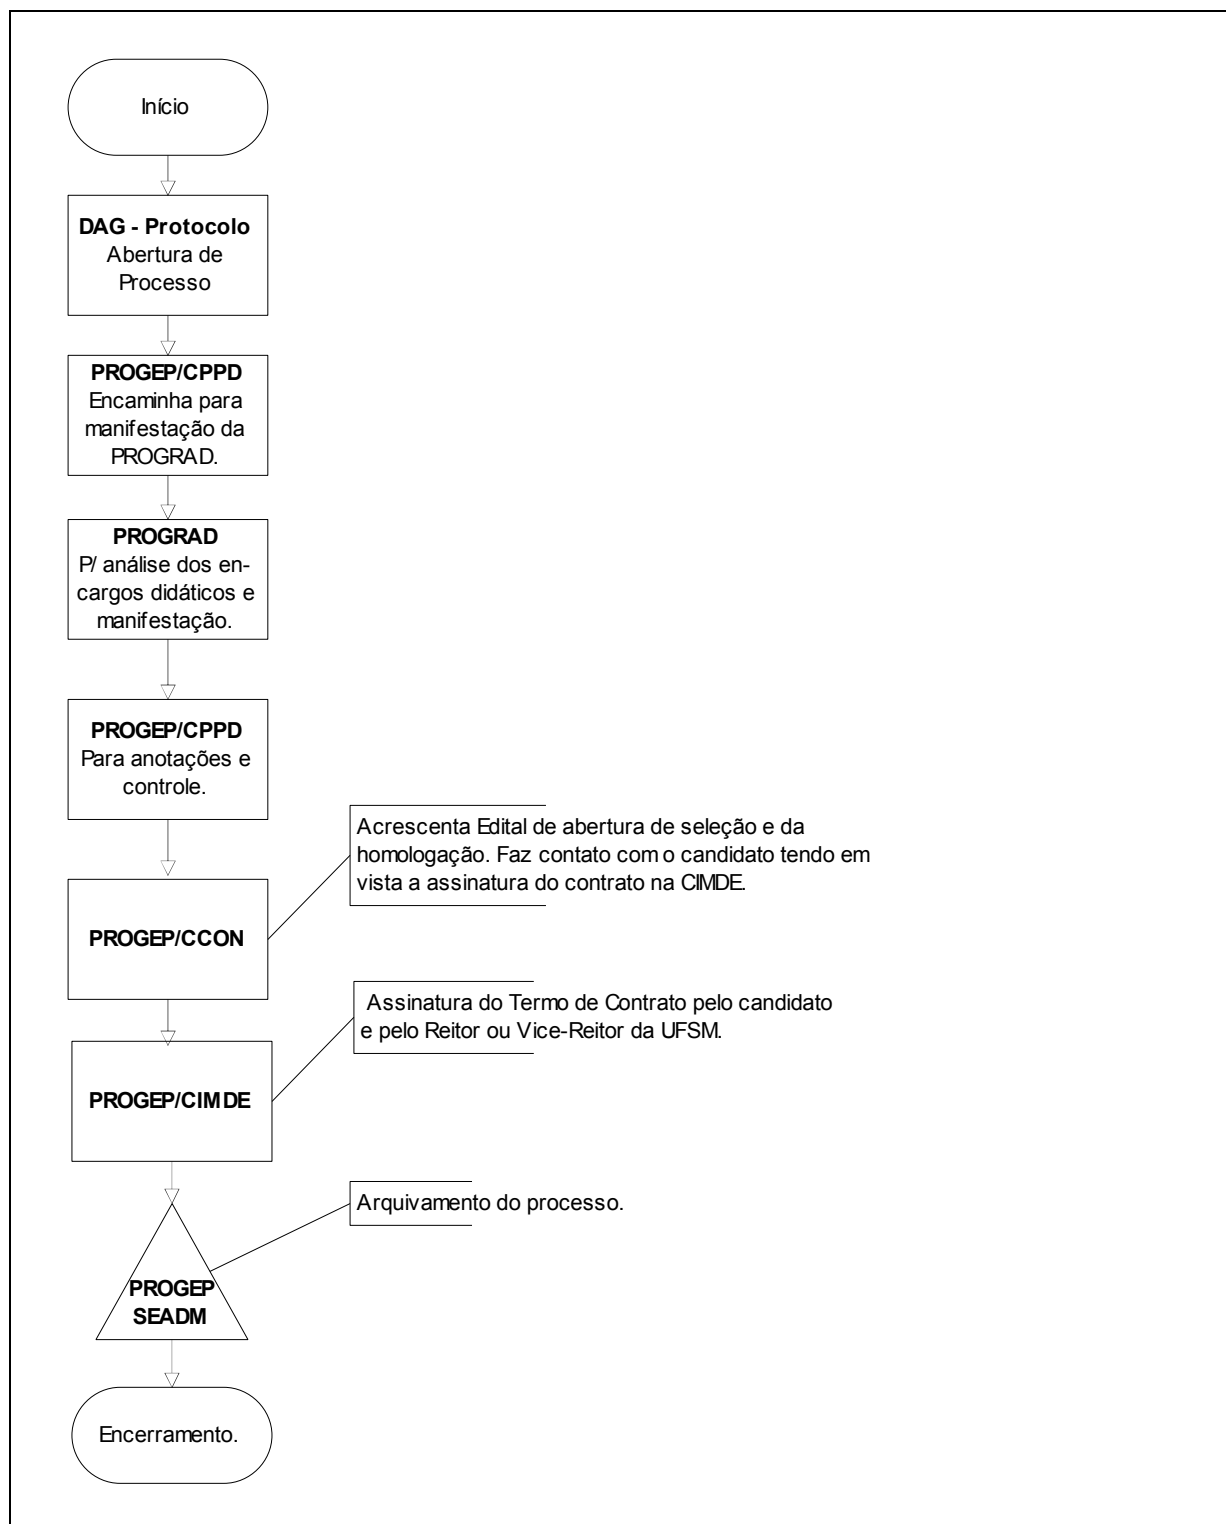 Início
DAG - Protocolo
Abertura de
Processo
PROGEP/CPPD
Encaminha para
manifestação da
PROGRAD.
PROGRAD
P/ análise dos en-
cargos didáticos e
manifestação.
PROGEP/CPPD
Para anotações e
controle.
Acrescenta Edital de abertura de seleção e da
homologação. Faz contato com o candidato tendo em
vista a assinatura do contrato na CIMDE.
PROGEP/CCON
Assinatura do Termo de Contrato pelo candidato
e pelo Reitor ou Vice-Reitor da UFSM.
PROGEP/CIMDE
Arquivamento do processo.
PROGEP
SEADM
Encerramento.